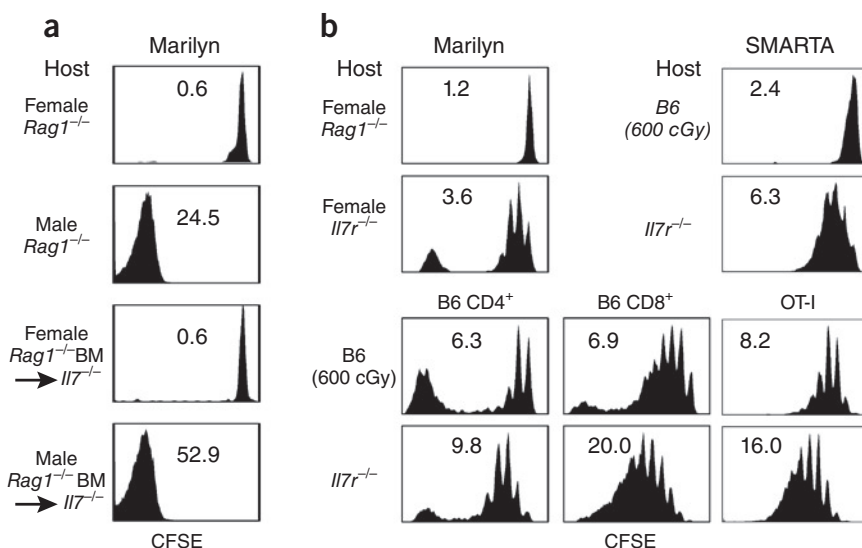 a
Marilyn
Host
Female
Rag1–/–
0.6
Male
Rag1–/–
24.5
Female
Rag1–/–BM
→ Il7–/–
0.6
Male
Rag1–/– BM
→ Il7–/–
52.9
CFSE
b
Marilyn
SMARTA
Host
Female
Rag1–/–
1.2
Host
B6
(600 cGy)
2.4
Female
Il7r–/–
3.6
Il7r–/–
6.3
B6 CD4+
B6 CD8+
OT-I
B6
(600 cGy)
6.3
6.9
8.2
Il7r–/–
9.8
20.0
16.0
CFSE